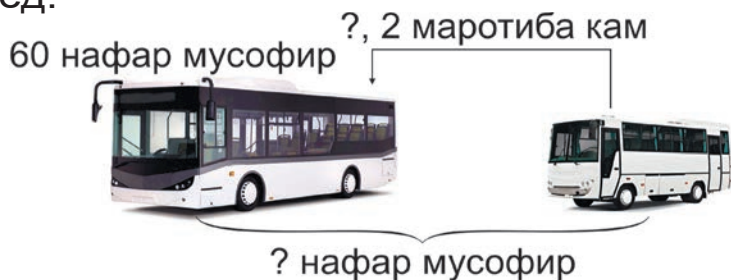 ?, 2 маротиба кам
60 нафар мусофир
? нафар мусофир